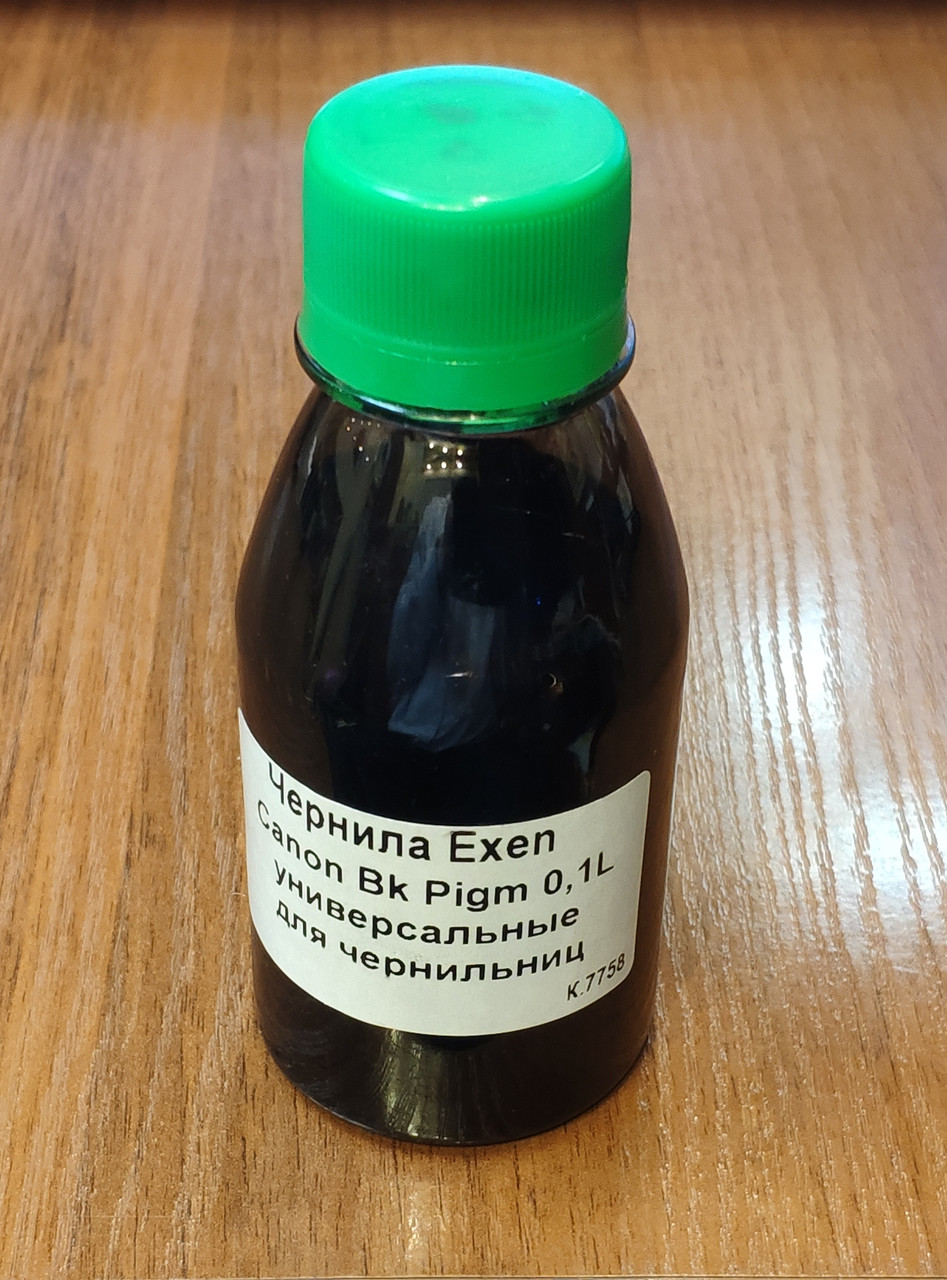 Чернила Exen
Canon Bk Pigm 0,1L
универсальные
для чернильниц
К.7758